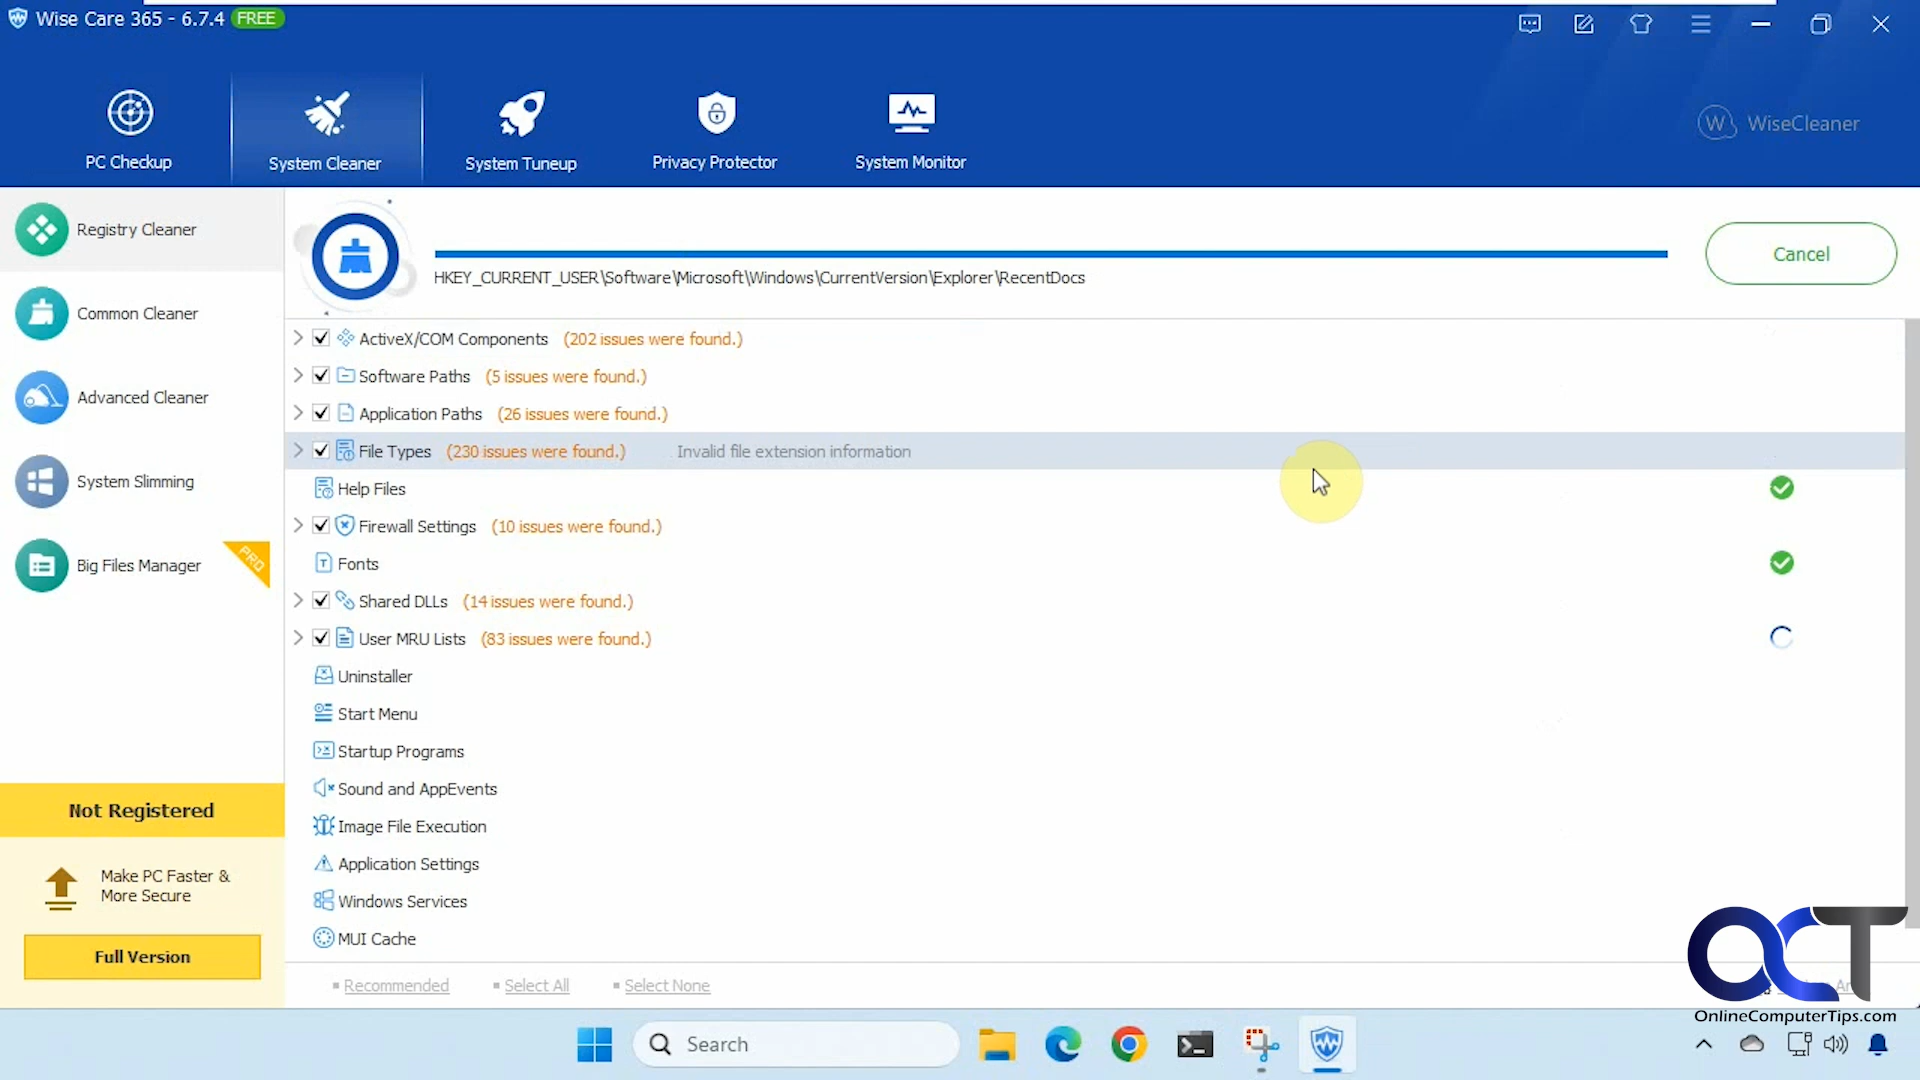 Wise Care 365 - 6.7.4 FREE
PC Checkup
System Cleaner
System Tuneup
Privacy Protector
System Monitor
W WiseCleaner
Registry Cleaner
Common Cleaner
Advanced Cleaner
System Slimming
Big Files Manager PRO
Not Registered
Make PC Faster &
More Secure
Full Version
HKEY_CURRENT_USER\Software\Microsoft\Windows\CurrentVersion\Explorer\RecentDocs
Cancel
ActiveX/COM Components (202 issues were found.)
Software Paths (5 issues were found.)
Application Paths (26 issues were found.)
File Types (230 issues were found.) Invalid file extension information
Help Files
Firewall Settings (10 issues were found.)
Fonts
Shared DLLs (14 issues were found.)
User MRU Lists (83 issues were found.)
Uninstaller
Start Menu
Startup Programs
Sound and AppEvents
Image File Execution
Application Settings
Windows Services
MUI Cache
Recommended Select All Select None
OCT
OnlineComputerTips.com
Search